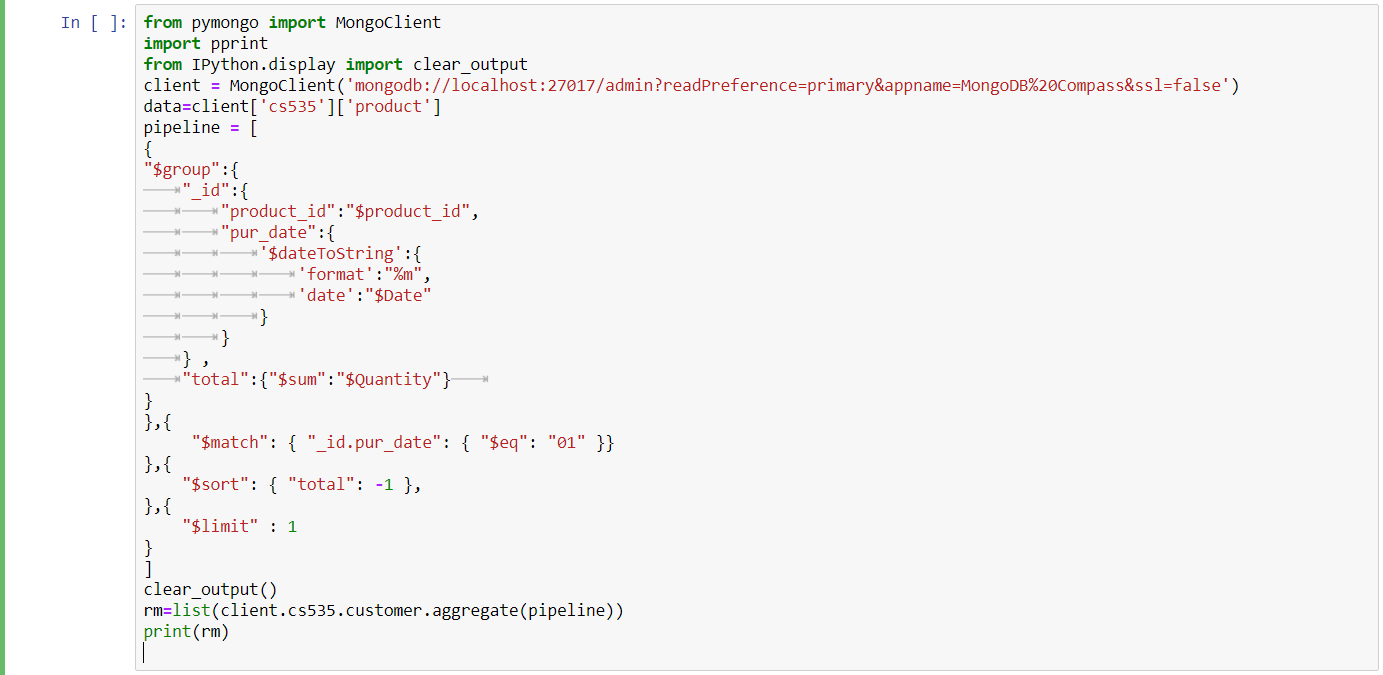 In [ ]:
from pymongo import MongoClient
import pprint
from IPython.display import clear_output
client = MongoClient('mongodb://localhost:27017/admin?readPreference=primary&appname=MongoDB%20Compass&ssl=false')
data=client['cs535']['product']
pipeline = [
{
"$group":{
"_id":{
"product_id":"$product_id",
"pur_date":{
'$dateToString':{
'format':"%m",
'date':"$Date"
}
}
} ,
"total":{"$sum":"$Quantity"}
}
},{
"$match": { "_id.pur_date": { "$eq": "01" }}
},{
"$sort": { "total": -1 },
},{
"$limit" : 1
}
]
clear_output()
rm=list(client.cs535.customer.aggregate(pipeline))
print(rm)